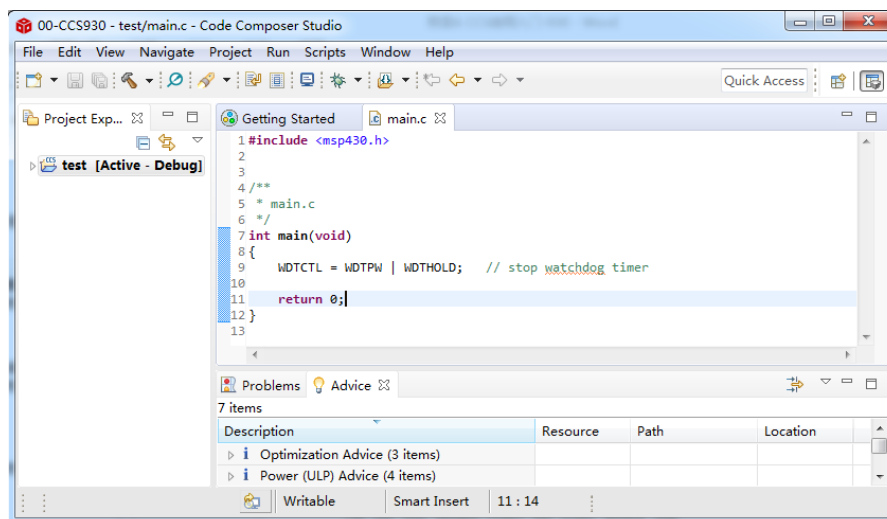 00-CCS930 - test/main.c - Code Composer Studio
File Edit View Navigate Project Run Scripts Window Help
Quick Access
Project Exp...
Getting Started
main.c
test [Active - Debug]
1 #include <msp430.h>
2
3
4 /**
5  * main.c
6  */
7 int main(void)
8 {
9     WDTCTL = WDTPW | WDTHOLD;   // stop watchdog timer
10
11     return 0;
12 }
13
Problems Advice
7 items
Description Resource Path Location
i Optimization Advice (3 items)
i Power (ULP) Advice (4 items)
Writable Smart Insert 11 : 14